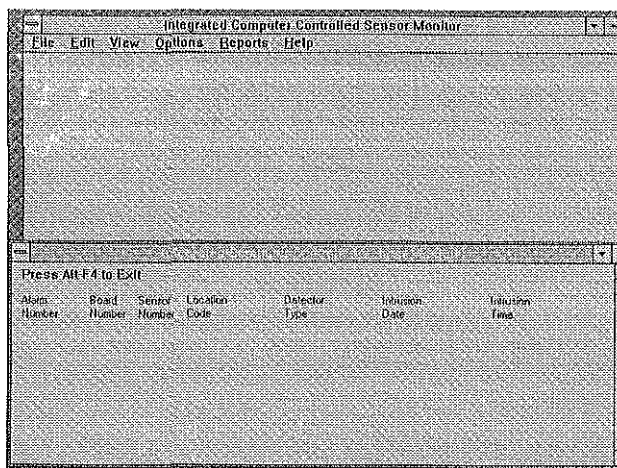 Integrated Computer Controlled Sensor Monitor
File Edit View Options Reports Help
Press Alt-F4 to Exit
Alarm Board Sensor Location Detector Intrusion Intrusion
Number Number Number Code Type Date Time